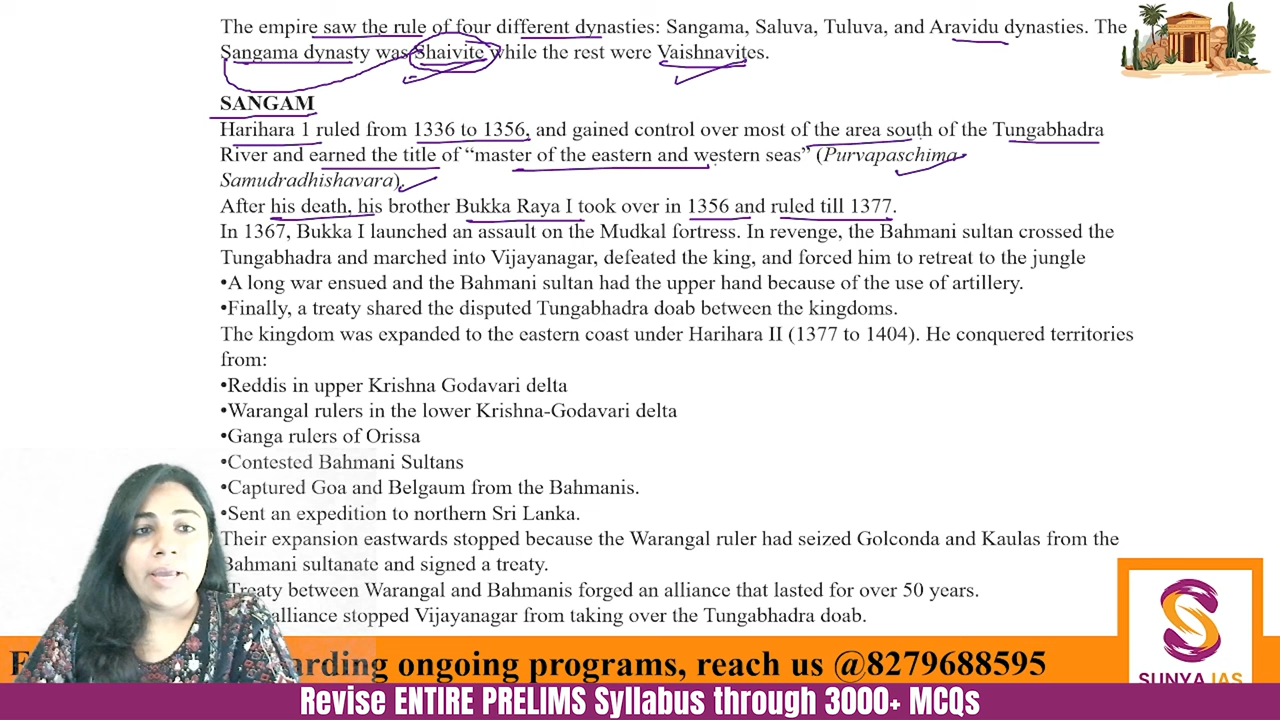 The empire saw the rule of four different dynasties: Sangama, Saluva, Tuluva, and Aravidu dynasties. The
Sangama dynasty was Shaivite while the rest were Vaishnavites.
SANGAM
Harihara 1 ruled from 1336 to 1356, and gained control over most of the area south of the Tungabhadra
River and earned the title of “master of the eastern and western seas” (Purvapaschima
Samudradhishavara).
After his death, his brother Bukka Raya I took over in 1356 and ruled till 1377.
In 1367, Bukka I launched an assault on the Mudkal fortress. In revenge, the Bahmani sultan crossed the
Tungabhadra and marched into Vijayanagar, defeated the king, and forced him to retreat to the jungle
•A long war ensued and the Bahmani sultan had the upper hand because of the use of artillery.
•Finally, a treaty shared the disputed Tungabhadra doab between the kingdoms.
The kingdom was expanded to the eastern coast under Harihara II (1377 to 1404). He conquered territories
from:
•Reddis in upper Krishna Godavari delta
•Warangal rulers in the lower Krishna-Godavari delta
•Ganga rulers of Orissa
•Contested Bahmani Sultans
•Captured Goa and Belgaum from the Bahmanis.
•Sent an expedition to northern Sri Lanka.
Their expansion eastwards stopped because the Warangal ruler had seized Golconda and Kaulas from the
Bahmani sultanate and signed a treaty.
Treaty between Warangal and Bahmanis forged an alliance that lasted for over 50 years.
alliance stopped Vijayanagar from taking over the Tungabhadra doab.
ongoing programs, reach us @8279688595
SUNYA IAS
Revise ENTIRE PRELIMS Syllabus through 3000+ MCQs